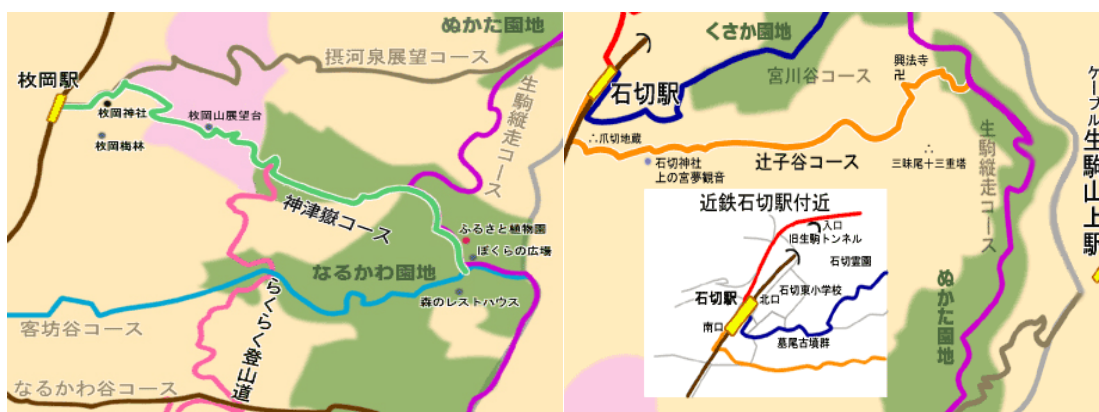 ぬかた園地
摂河泉展望コース
枚岡駅
枚岡神社
枚岡山展望台
枚岡梅林
生駒縦走コース
神津嶽コース
ふるさと植物園
ぼくらの広場
なるかわ園地
森のレストハウス
客坊谷コース
らくらく登山道
なるかわ谷コース
くさか園地
興法寺
卍
宮川谷コース
石切駅
∴爪切地蔵
辻子谷コース
石切神社
上の宮夢観音
∴
三昧尾十三重塔
生駒縦走コース
ケーブル生駒山上駅
ぬかた園地
近鉄石切駅付近
入口
旧生駒トンネル
石切霊園
石切東小学校
石切駅
北口
南口
墓尾古墳群